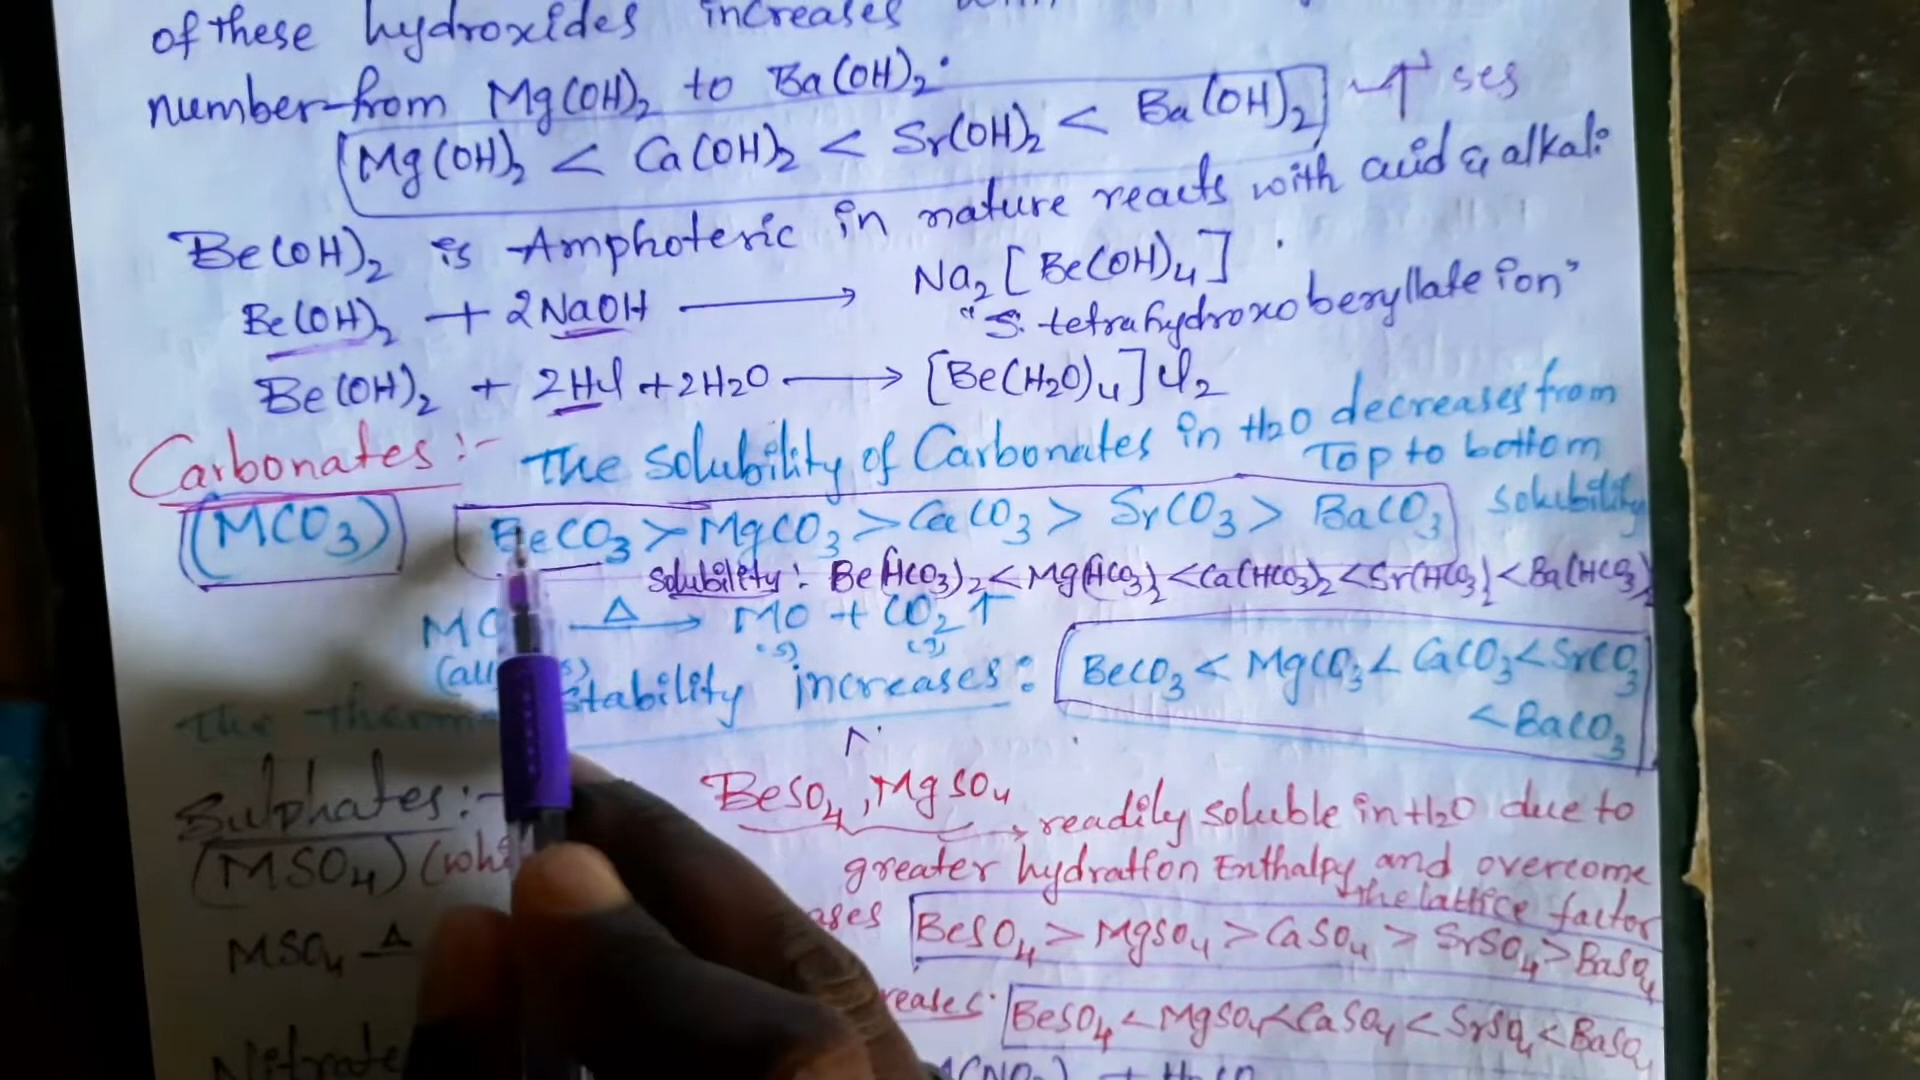 of these hydroxides increases
number from Mg(OH)₂ to Ba(OH)₂.
Mg(OH)₂ < Ca(OH)₂ < Sr(OH)₂ < Ba(OH)₂ → ↑ ses
Be(OH)₂ is Amphoteric in nature reacts with acid & alkali
Be(OH)₂ + 2NaOH → Na₂[Be(OH)₄]
"S. tetrahydroxoberyllate ion"
Be(OH)₂ + 2HCl + 2H2O → [Be(H2O)₄]Cl₂
Carbonates :- The solubility of Carbonates in H2O decreases from
Top to bottom
(MCO₃) BeCO₃ > MgCO₃ > CaCO₃ > SrCO₃ > BaCO₃ solubility
solubility: Be(HCO₃)₂ < Mg(HCO₃)₂ < Ca(HCO₃)₂ < Sr(HCO₃)₂ < Ba(HCO₃)₂
Δ → MO + CO₂ ↑
(s) (g)
The stability increases: BeCO₃ < MgCO₃ < CaCO₃ < SrCO₃
< BaCO₃
Sulphates :- BeSO₄, MgSO₄ → readily soluble in H2O due to
(MSO₄) greater hydration Enthalpy and overcome
the lattice factor
BeSO₄ > MgSO₄ > CaSO₄ > SrSO₄ > BaSO₄
MSO₄ Δ
BeSO₄ < MgSO₄ < CaSO₄ < SrSO₄ < BaSO₄